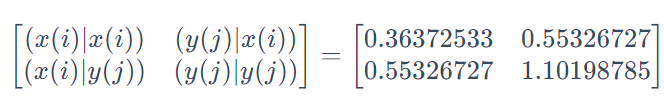 [(x(i)|x(i)) (y(j)|x(i))] = [0.36372533 0.55326727]
[(x(i)|y(j)) (y(j)|y(j))] [0.55326727 1.10198785]